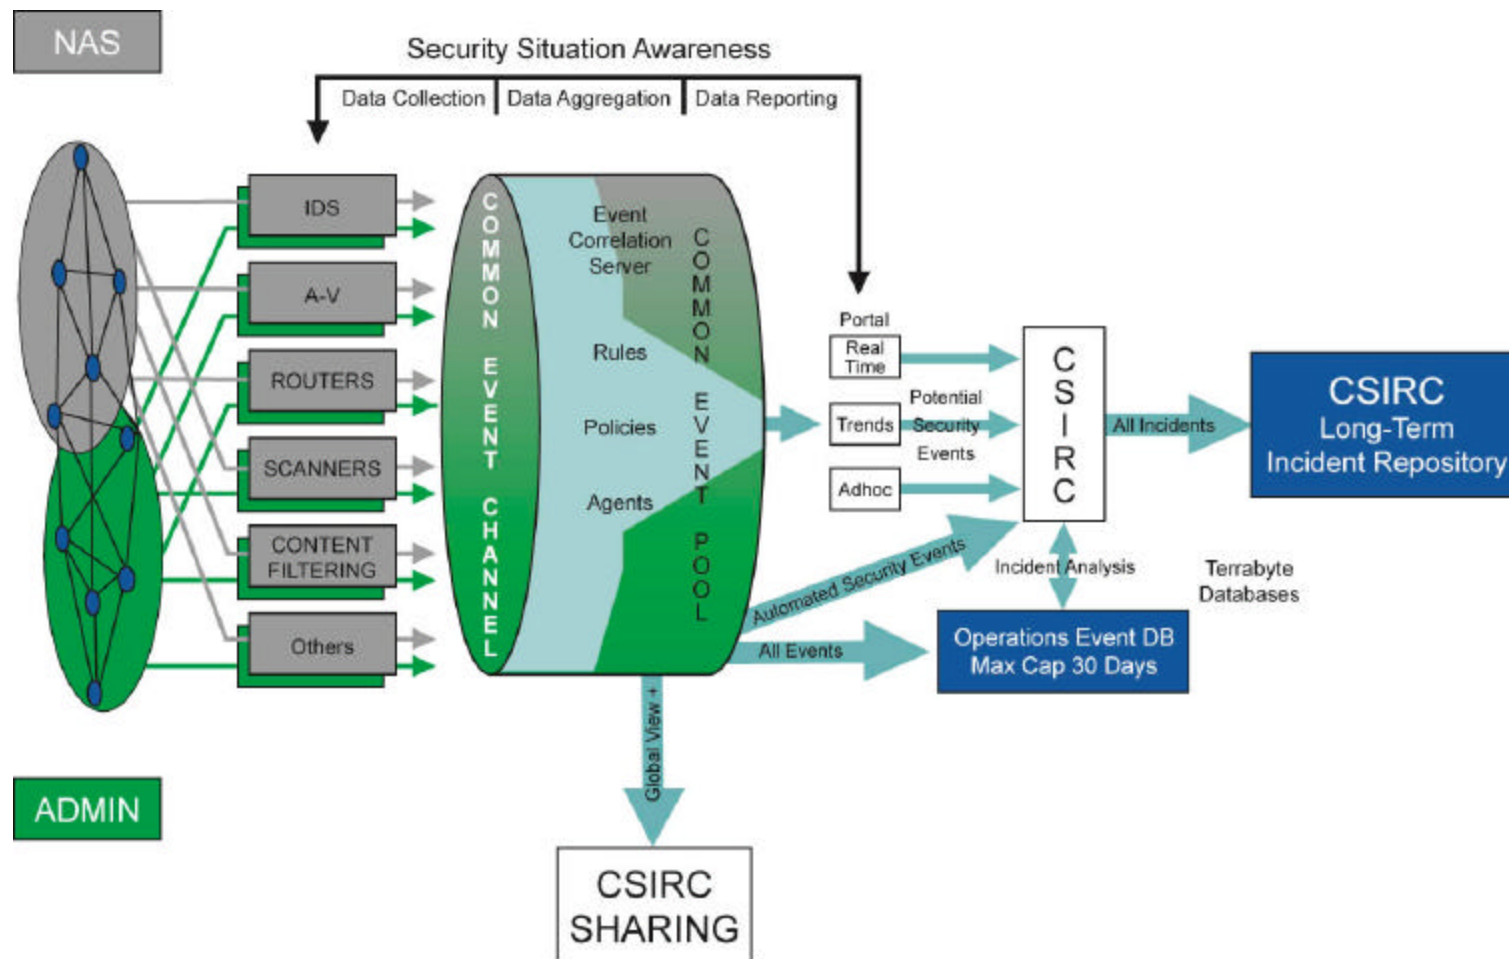 NAS
Security Situation Awareness
Data Collection
Data Aggregation
Data Reporting
IDS
A-V
ROUTERS
SCANNERS
CONTENT
FILTERING
Others
COMMON EVENT CHANNEL
Event
Correlation
Server
Rules
Policies
Agents
COMMON EVENT POOL
Portal
Real
Time
Trends
Adhoc
Potential
Security
Events
CSIRC
All Incidents
CSIRC
Long-Term
Incident Repository
Automated Security Events
Incident Analysis
Terrabyte
Databases
All Events
Operations Event DB
Max Cap 30 Days
Global View +
ADMIN
CSIRC
SHARING